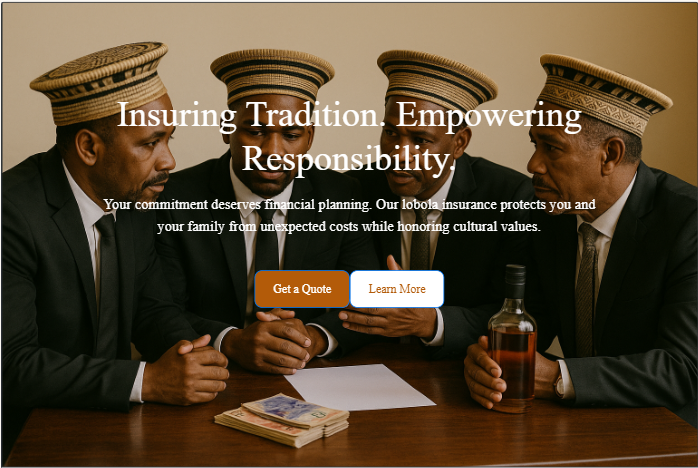 Insuring Tradition. Empowering
Responsibility.
Your commitment deserves financial planning. Our lobola insurance protects you and
your family from unexpected costs while honoring cultural values.
Get a Quote
Learn More